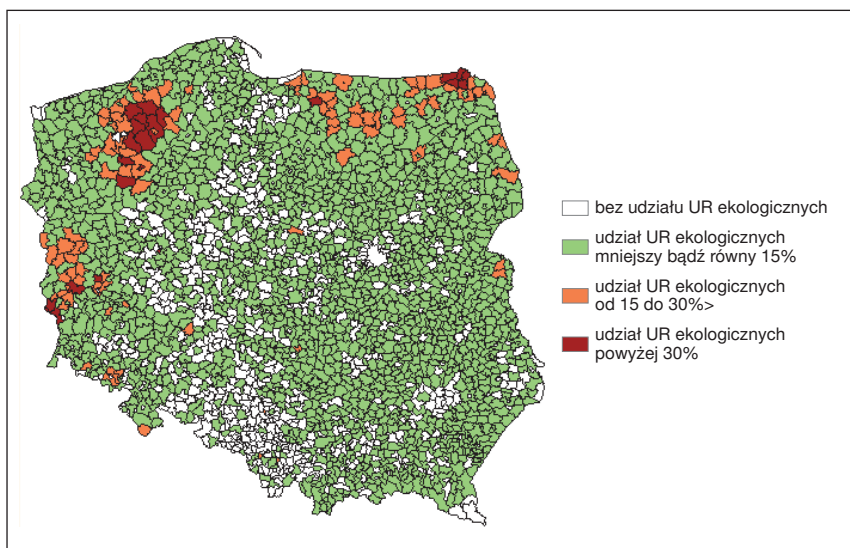 bez udziału UR ekologicznych
udział UR ekologicznych
mniejszy bądź równy 15%
udział UR ekologicznych
od 15 do 30%>
udział UR ekologicznych
powyżej 30%